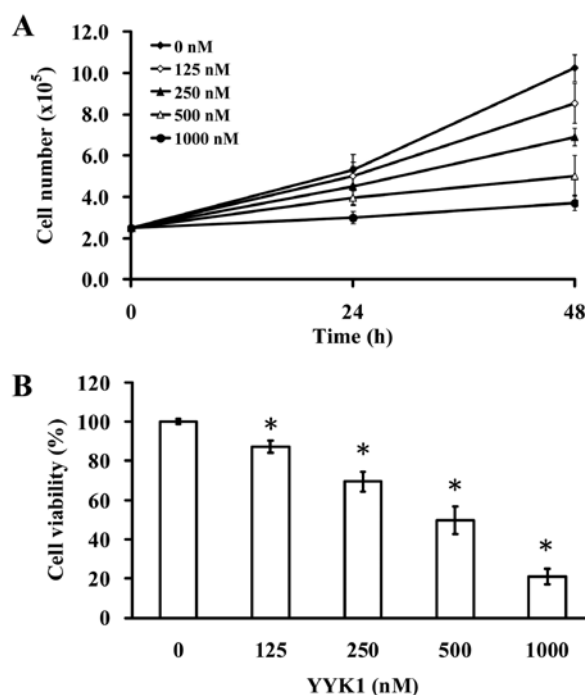 A
Cell number (x10⁵)
12.0
10.0
8.0
6.0
4.0
2.0
0.0
0 nM
125 nM
250 nM
500 nM
1000 nM
0
24
48
Time (h)
B
Cell viability (%)
120
100
80
60
40
20
0
*
*
*
*
0
125
250
500
1000
YYK1 (nM)